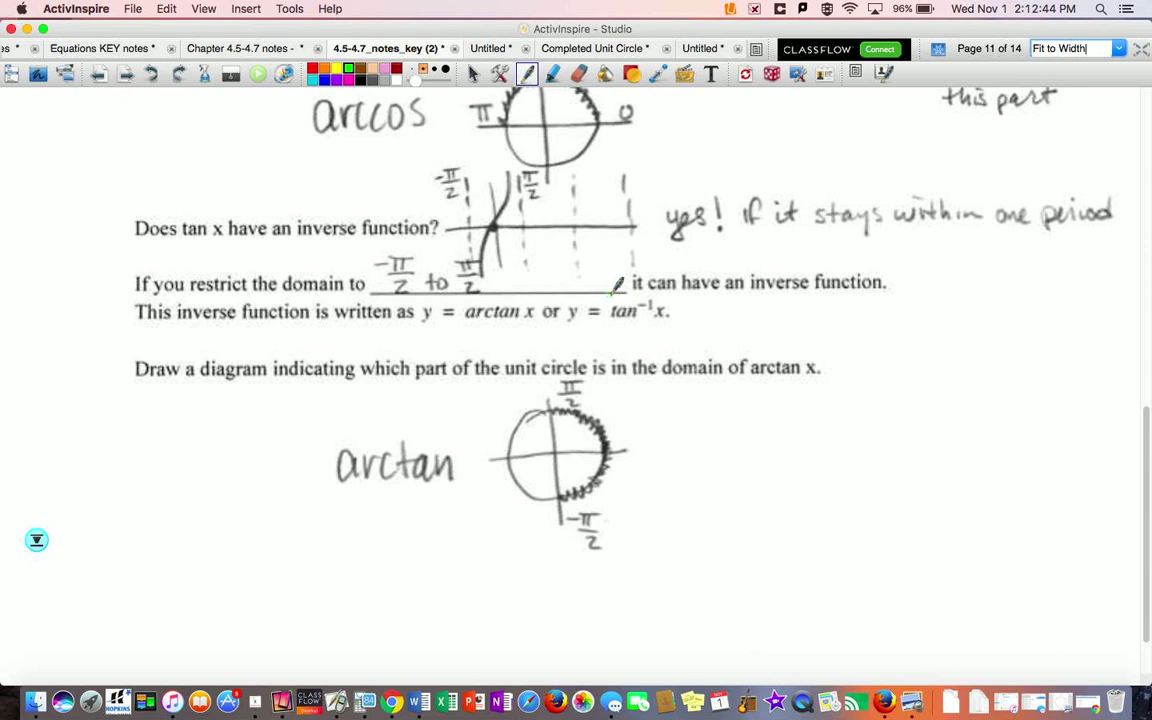 ActivInspire File Edit View Insert Tools Help 96% Wed Nov 1 2:12:44 PM
ActivInspire - Studio
es * Equations KEY notes * Chapter 4.5-4.7 notes - * 4.5-4.7_notes_key (2) * Untitled * Completed Unit Circle * Untitled * CLASSFLOW Connect Page 11 of 14 Fit to Width
this part
arccos π 0
-π/2 π/2
Does tan x have an inverse function? yes! if it stays within one period
If you restrict the domain to -π/2 to π/2 it can have an inverse function.
This inverse function is written as y = arctan x or y = tan⁻¹x.
Draw a diagram indicating which part of the unit circle is in the domain of arctan x.
π/2
arctan
-π/2